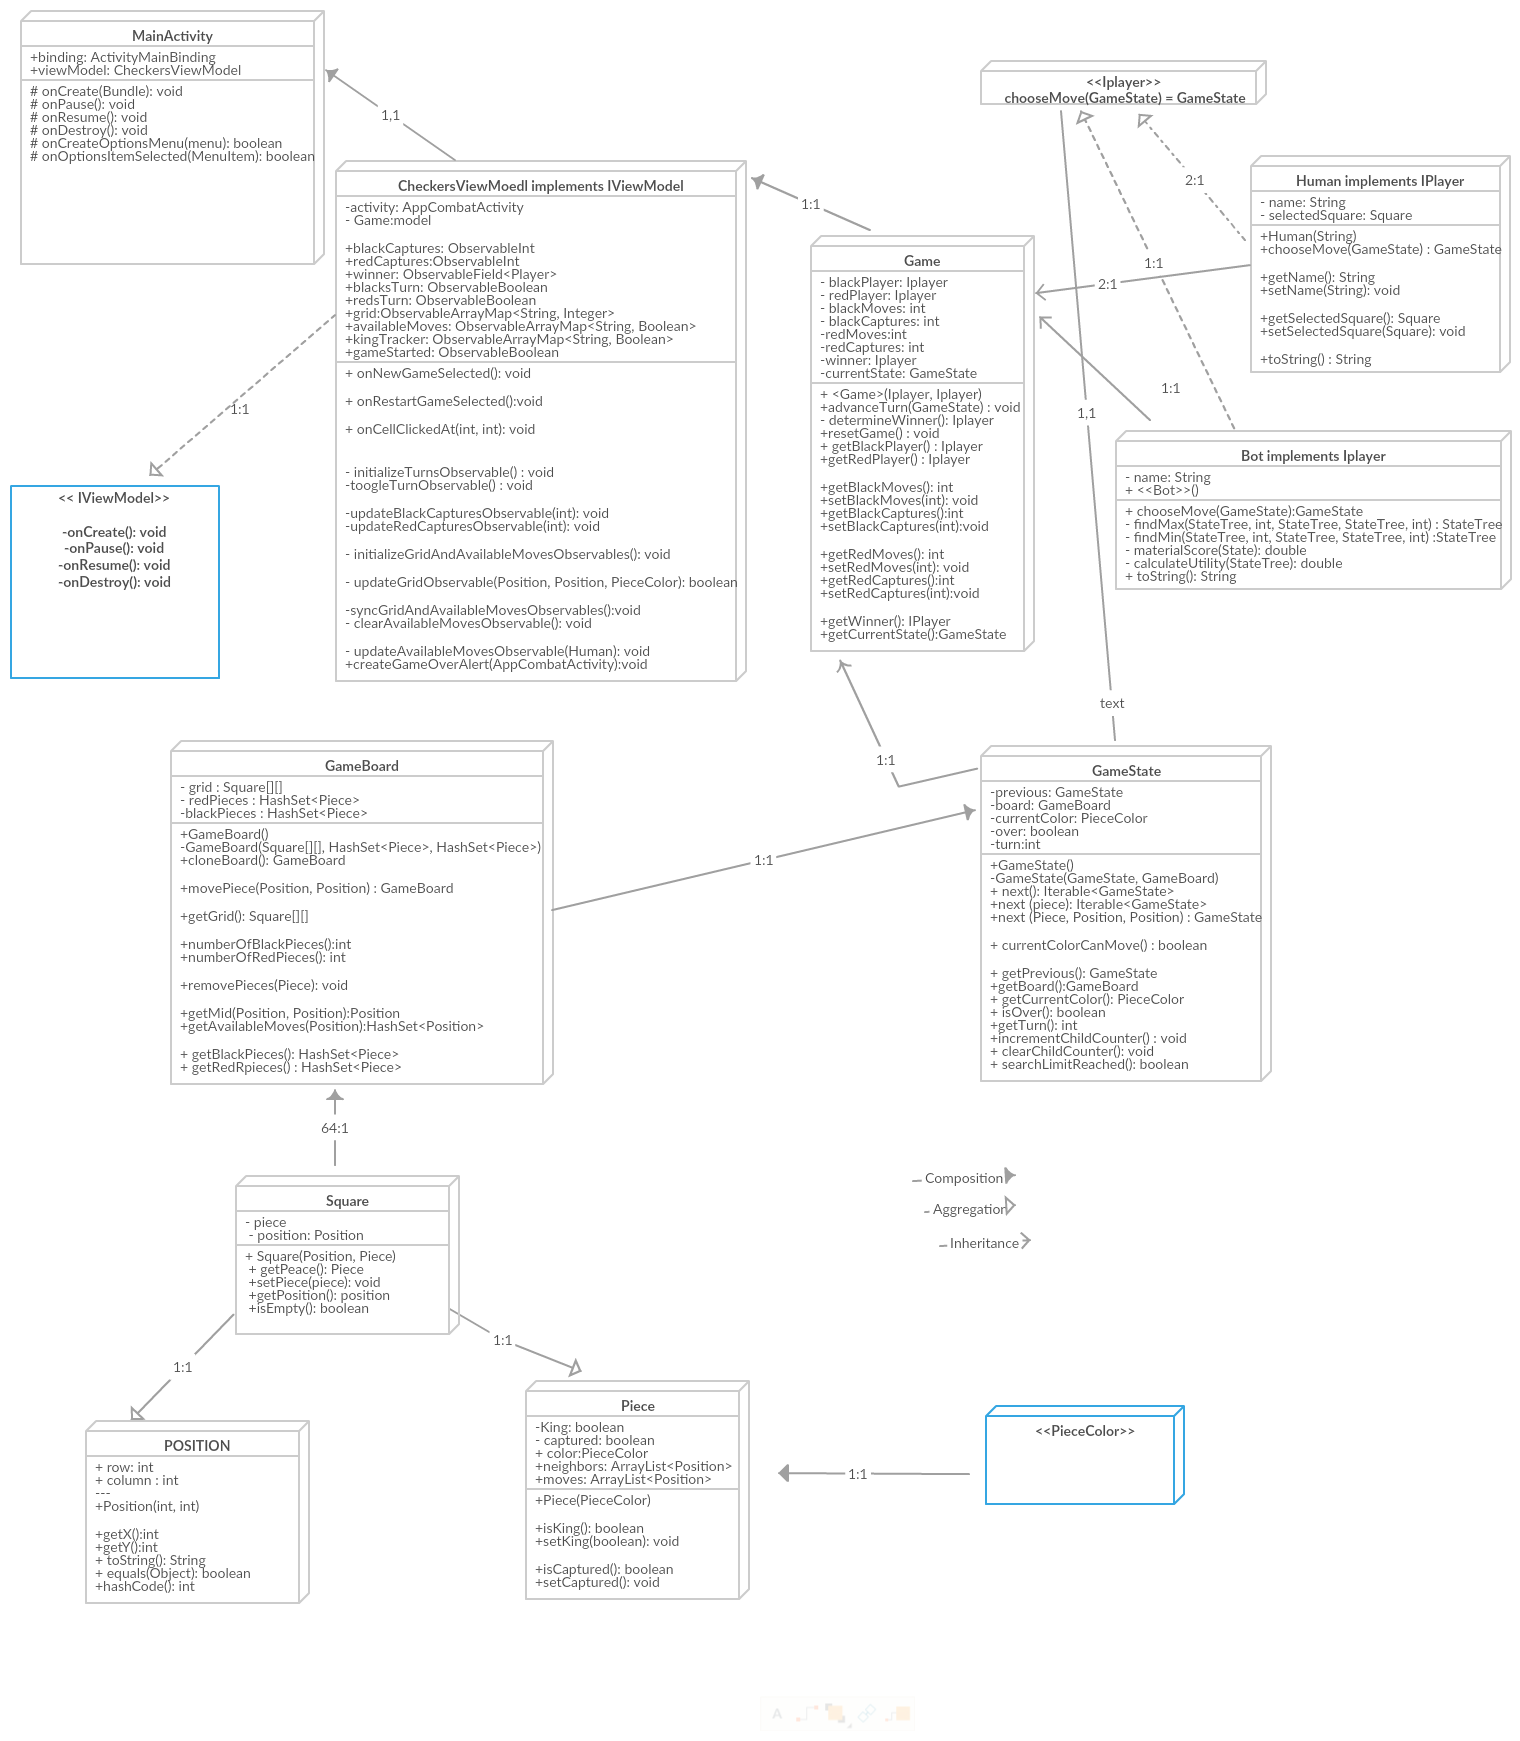 MainActivity
+binding: ActivityMainBinding
+viewModel: CheckersViewModel
# onCreate(Bundle): void
# onPause(): void
# onResume(): void
# onDestroy(): void
# onCreateOptionsMenu(menu): boolean
# onOptionsItemSelected(MenuItem): boolean
1,1
<<Iplayer>>
chooseMove(GameState) = GameState
CheckersViewMoedl implements IViewModel
-activity: AppCombatActivity
- Game:model
+blackCaptures: ObservableInt
+redCaptures:ObservableInt
+winner: ObservableField<Player>
+blacksTurn: ObservableBoolean
+redsTurn: ObservableBoolean
+grid:ObservableArrayMap<String, Integer>
+availableMoves: ObservableArrayMap<String, Boolean>
+kingTracker: ObservableArrayMap<String, Boolean>
+gameStarted: ObservableBoolean
+ onNewGameSelected(): void
+ onRestartGameSelected():void
+ onCellClickedAt(int, int): void
- initializeTurnsObservable() : void
-toogleTurnObservable() : void
-updateBlackCapturesObservable(int): void
-updateRedCapturesObservable(int): void
- initializeGridAndAvailableMovesObservables(): void
- updateGridObservable(Position, Position, PieceColor): boolean
-syncGridAndAvailableMovesObservables():void
- clearAvailableMovesObservable(): void
- updateAvailableMovesObservable(Human): void
+createGameOverAlert(AppCombatActivity):void
1:1
Game
- blackPlayer: Iplayer
- redPlayer: Iplayer
- blackMoves: int
- blackCaptures: int
-redMoves:int
-redCaptures: int
-winner: Iplayer
-currentState: GameState
+ <Game>(Iplayer, Iplayer)
+advanceTurn(GameState) : void
- determineWinner(): Iplayer
+resetGame() : void
+ getBlackPlayer() : Iplayer
+getRedPlayer() : Iplayer
+getBlackMoves(): int
+setBlackMoves(int): void
+getBlackCaptures():int
+setBlackCaptures(int):void
+getRedMoves(): int
+setRedMoves(int): void
+getRedCaptures():int
+setRedCaptures(int):void
+getWinner(): IPlayer
+getCurrentState():GameState
2:1
Human implements IPlayer
- name: String
- selectedSquare: Square
+Human(String)
+chooseMove(GameState) : GameState
+getName(): String
+setName(String): void
+getSelectedSquare(): Square
+setSelectedSquare(Square): void
+toString() : String
1:1
2:1
1:1
1,1
Bot implements Iplayer
- name: String
+ <<Bot>>()
+ chooseMove(GameState):GameState
- findMax(StateTree, int, StateTree, StateTree, int) : StateTree
- findMin(StateTree, int, StateTree, StateTree, int) :StateTree
- materialScore(State): double
- calculateUtility(StateTree): double
+ toString(): String
1:1
<< IViewModel>>
-onCreate(): void
-onPause(): void
-onResume(): void
-onDestroy(): void
text
1:1
GameBoard
- grid : Square[][]
- redPieces : HashSet<Piece>
-blackPieces : HashSet<Piece>
+GameBoard()
-GameBoard(Square[][], HashSet<Piece>, HashSet<Piece>)
+cloneBoard(): GameBoard
+movePiece(Position, Position) : GameBoard
+getGrid(): Square[][]
+numberOfBlackPieces():int
+numberOfRedPieces(): int
+removePieces(Piece): void
+getMid(Position, Position):Position
+getAvailableMoves(Position):HashSet<Position>
+ getBlackPieces(): HashSet<Piece>
+ getRedRpieces() : HashSet<Piece>
1:1
GameState
-previous: GameState
-board: GameBoard
-currentColor: PieceColor
-over: boolean
-turn:int
+GameState()
-GameState(GameState, GameBoard)
+ next(): Iterable<GameState>
+next (piece): Iterable<GameState>
+next (Piece, Position, Position) : GameState
+ currentColorCanMove() : boolean
+ getPrevious(): GameState
+getBoard():GameBoard
+ getCurrentColor(): PieceColor
+ isOver(): boolean
+getTurn(): int
+incrementChildCounter() : void
+ clearChildCounter(): void
+ searchLimitReached(): boolean
64:1
Composition
Aggregation
Inheritance
Square
- piece
- position: Position
+ Square(Position, Piece)
+ getPeace(): Piece
+setPiece(piece): void
+getPosition(): position
+isEmpty(): boolean
1:1
1:1
POSITION
+ row: int
+ column : int
---
+Position(int, int)
+getX():int
+getY():int
+ toString(): String
+ equals(Object): boolean
+hashCode(): int
Piece
-King: boolean
- captured: boolean
+ color:PieceColor
+neighbors: ArrayList<Position>
+moves: ArrayList<Position>
+Piece(PieceColor)
+isKing(): boolean
+setKing(boolean): void
+isCaptured(): boolean
+setCaptured(): void
1:1
<<PieceColor>>
A